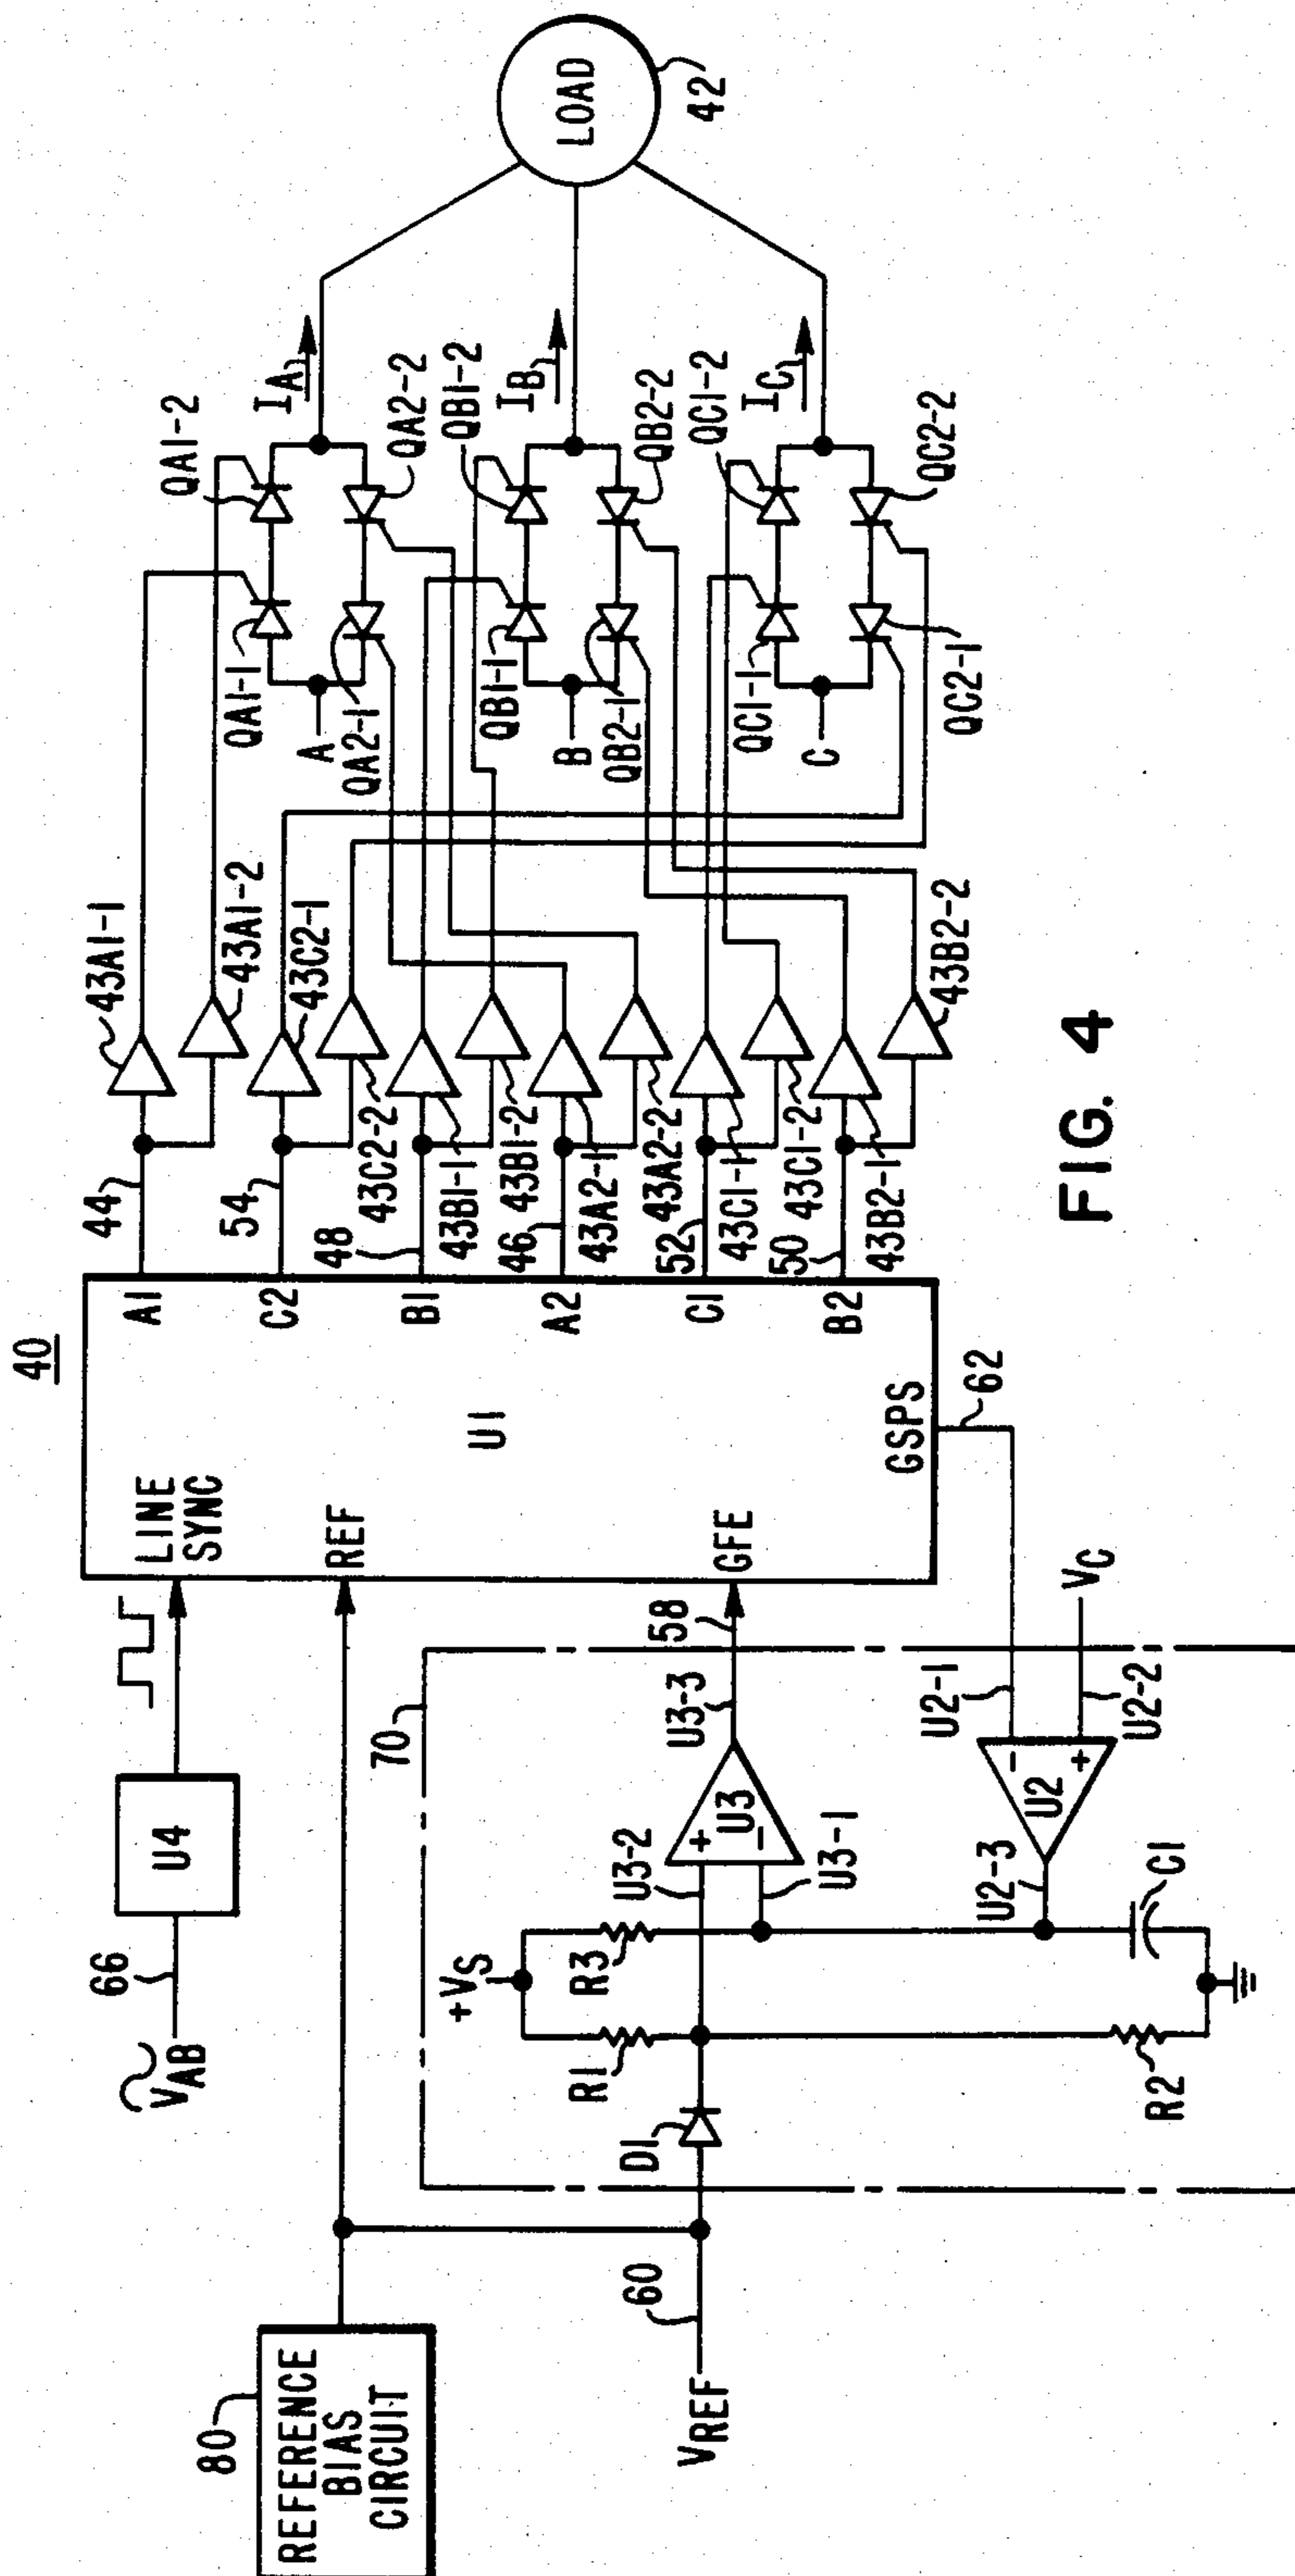 40
REFERENCE
BIAS
CIRCUIT
80
VAB
66
U4
LINE
SYNC
REF
GFE
GSPS
U1
A1
C2
B1
A2
C1
B2
44
54
48
46
52
50
43A1-1
43A1-2
43C2-1
43C2-2
43B1-1
43B1-2
43A2-1
43A2-2
43C1-1
43C1-2
43B2-1
43B2-2
QA1-1
QA1-2
A
QA2-1
QA2-2
IA
QB1-1
QB1-2
B
QB2-1
QB2-2
IB
QC1-1
QC1-2
C
QC2-1
QC2-2
IC
LOAD
42
VREF
60
70
D1
+VS
R1
R3
R2
U3-2
+
U3
-
U3-1
U3-3
58
62
U2-1
-
U2
+
U2-2
VC
U2-3
C1
FIG. 4